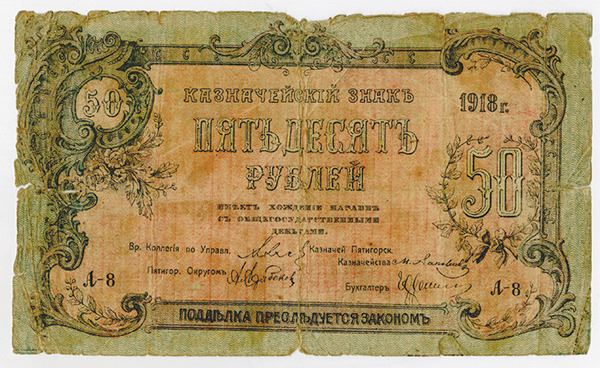 50
КАЗНАЧЕЙСКІЙ ЗНАКЪ
1918 г.
ПЯТЬДЕСЯТЪ
РУБЛЕЙ
50
ИМѢЕТЪ ХОЖДЕНІЕ НАРАВНѢ
СЪ ОБЩЕГОСУДАРСТВЕННЫМИ
ДЕНЬГАМИ.
Вр. Коллегія по Управл.
Казначей Пятигорск.
Казначейства
Пятигор. Округомъ
Бухгалтеръ
А-8
А-8
ПОДДѢЛКА ПРЕСЛѢДУЕТСЯ ЗАКОНОМЪ